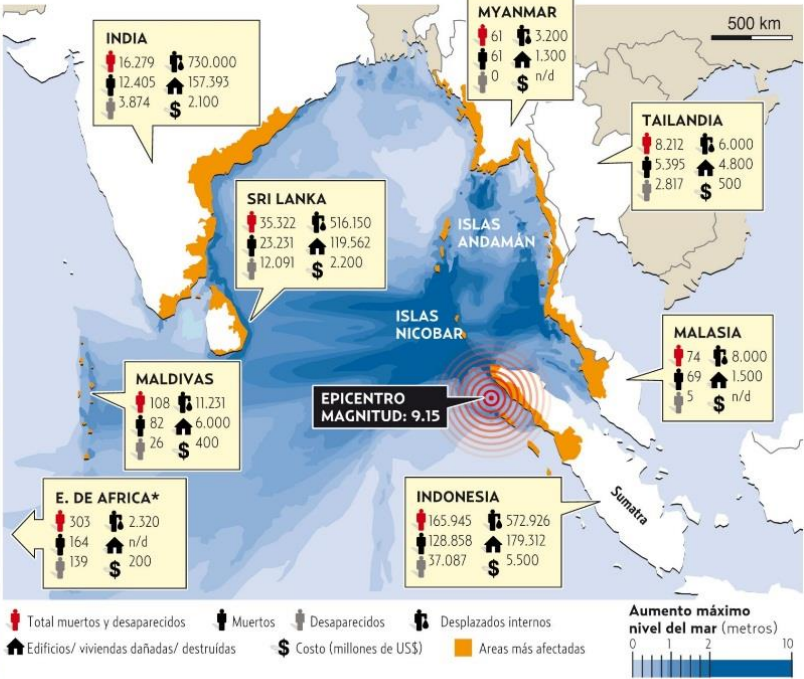 MYANMAR
61 3.200
61 1.300
0 $ n/d
500 km
INDIA
16.279 730.000
12.405 157.393
3.874 $ 2.100
TAILANDIA
8.212 6.000
5.395 4.800
2.817 $ 500
SRI LANKA
35.322 516.150
23.231 119.562
12.091 $ 2.200
ISLAS
ANDAMÁN
ISLAS
NICOBAR
MALASIA
74 8.000
69 1.500
5 $ n/d
MALDIVAS
108 11.231
82 6.000
26 $ 400
EPICENTRO
MAGNITUD: 9.15
E. DE AFRICA*
303 2.320
164 n/d
139 $ 200
INDONESIA
165.945 572.926
128.858 179.312
37.087 $ 5.500
Sumatra
Total muertos y desaparecidos Muertos Desaparecidos Desplazados internos
Edificios/ viviendas dañadas/ destruídas $ Costo (millones de US$) Areas más afectadas
Aumento máximo
nivel del mar (metros)
0 1 2 10